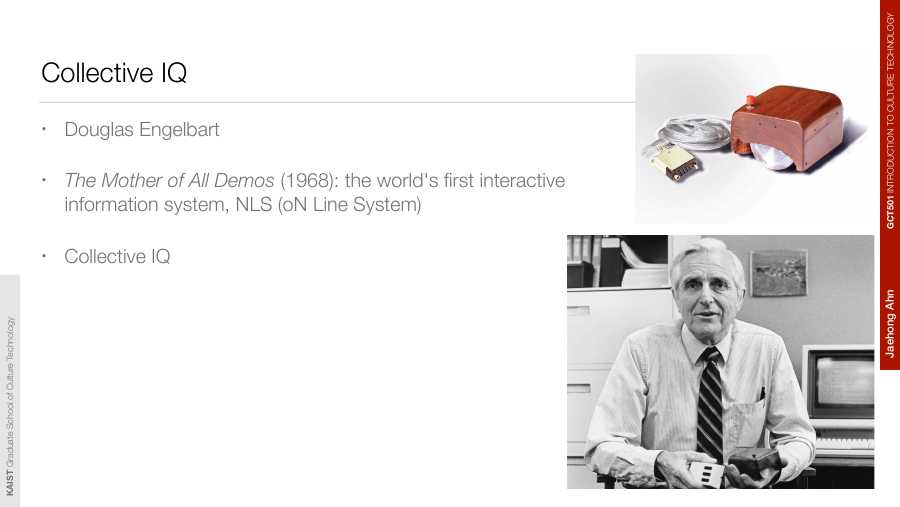 Collective IQ
• Douglas Engelbart
• The Mother of All Demos (1968): the world's first interactive
information system, NLS (oN Line System)
• Collective IQ
GCT501 INTRODUCTION TO CULTURE TECHNOLOGY
Jaehong Ahn
KAIST Graduate School of Culture Technology